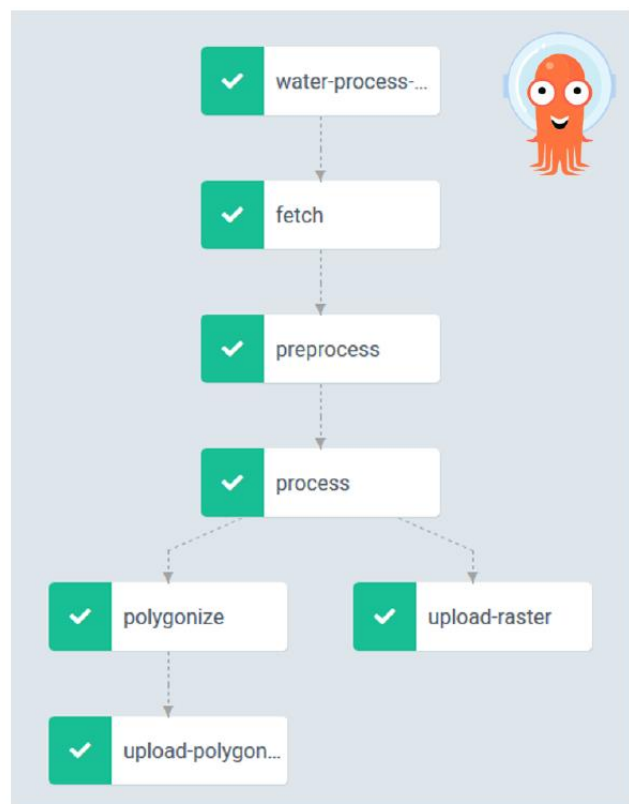 water-process-...
fetch
preprocess
process
polygonize
upload-raster
upload-polygon...